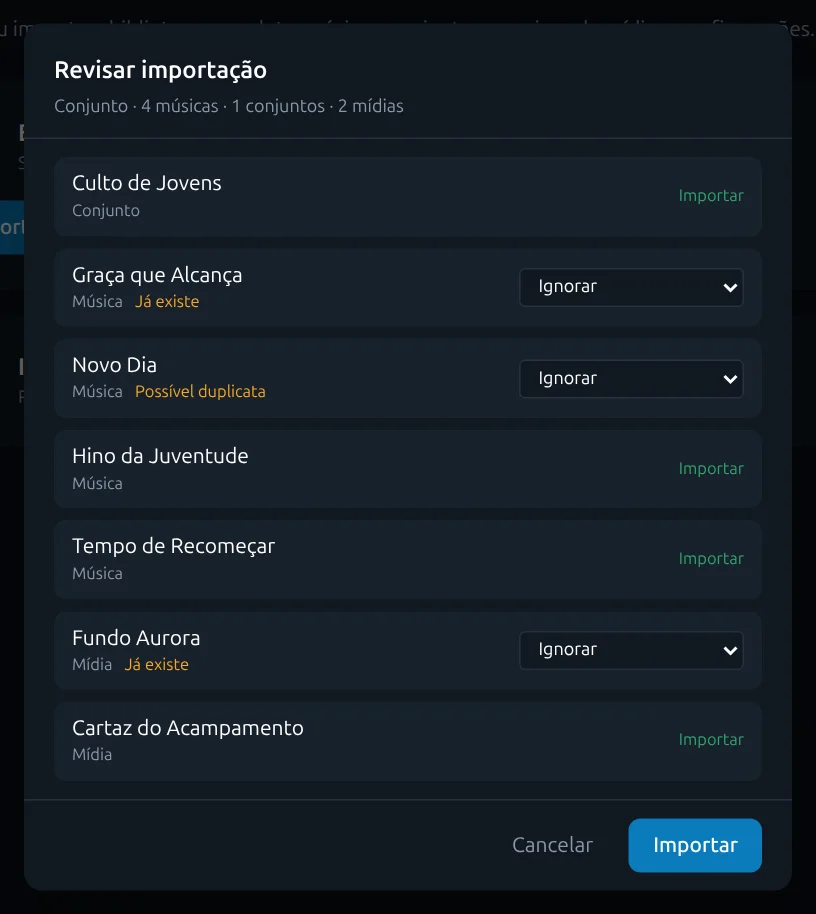 Revisar importação
Conjunto · 4 músicas · 1 conjuntos · 2 mídias
Culto de Jovens
Conjunto
Importar
Graça que Alcança
Música Já existe
Ignorar
Novo Dia
Música Possível duplicata
Ignorar
Hino da Juventude
Música
Importar
Tempo de Recomeçar
Música
Importar
Fundo Aurora
Mídia Já existe
Ignorar
Cartaz do Acampamento
Mídia
Importar
Cancelar
Importar